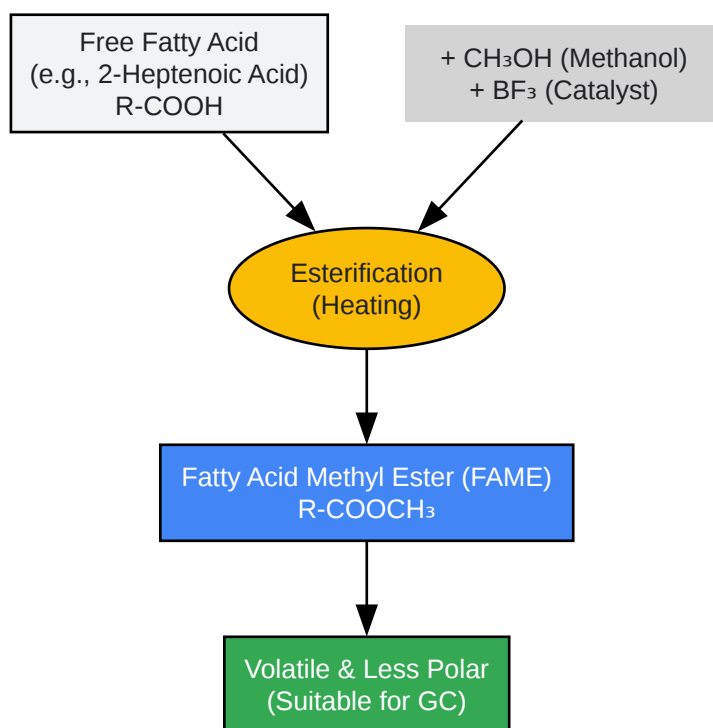 Free Fatty Acid
(e.g., 2-Heptenoic Acid)
R-COOH
+ CH₃OH (Methanol)
+ BF₃ (Catalyst)
Esterification
(Heating)
Fatty Acid Methyl Ester (FAME)
R-COOCH₃
Volatile & Less Polar
(Suitable for GC)